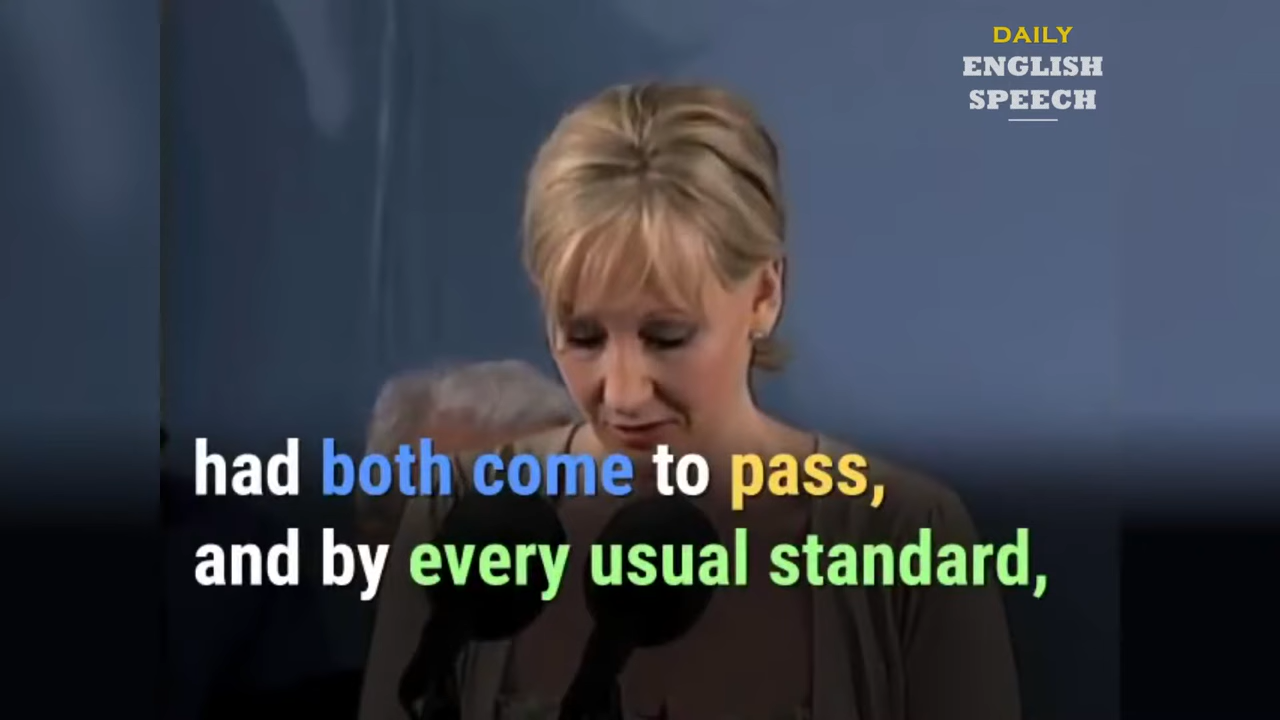 DAILY
ENGLISH
SPEECH
had both come to pass,
and by every usual standard,